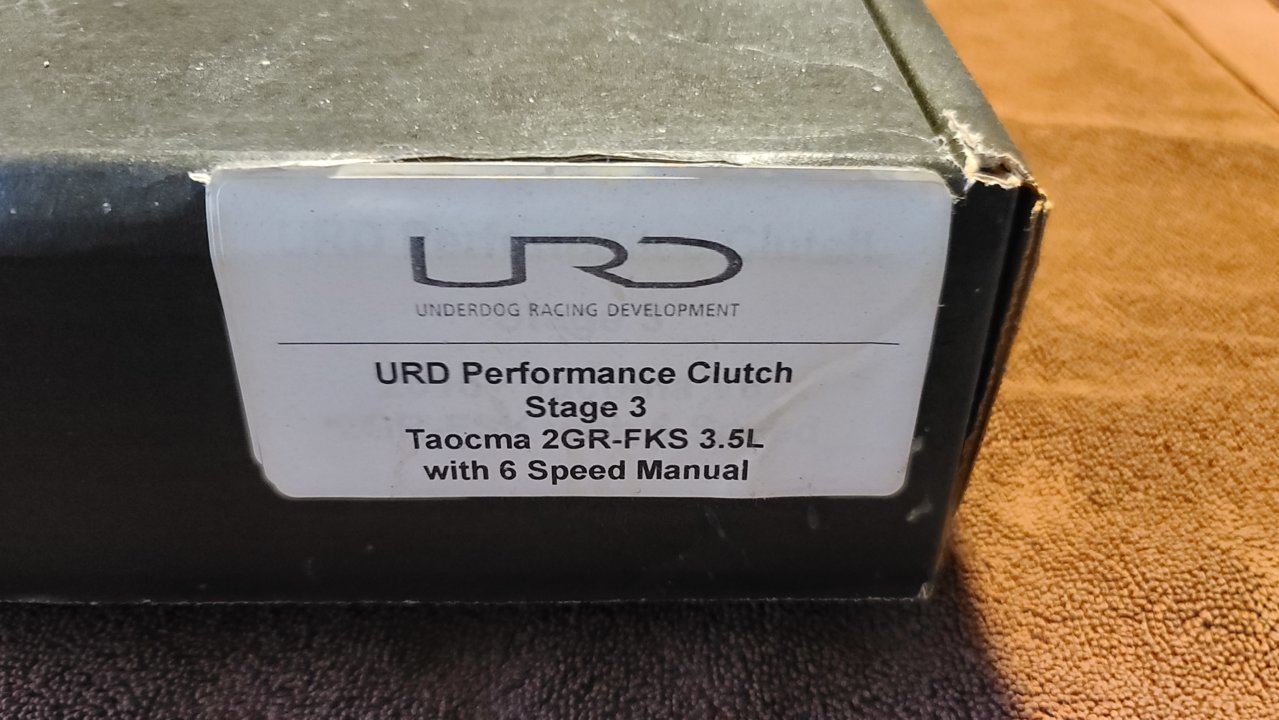 URD
UNDERDOG RACING DEVELOPMENT
URD Performance Clutch
Stage 3
Taocma 2GR-FKS 3.5L
with 6 Speed Manual